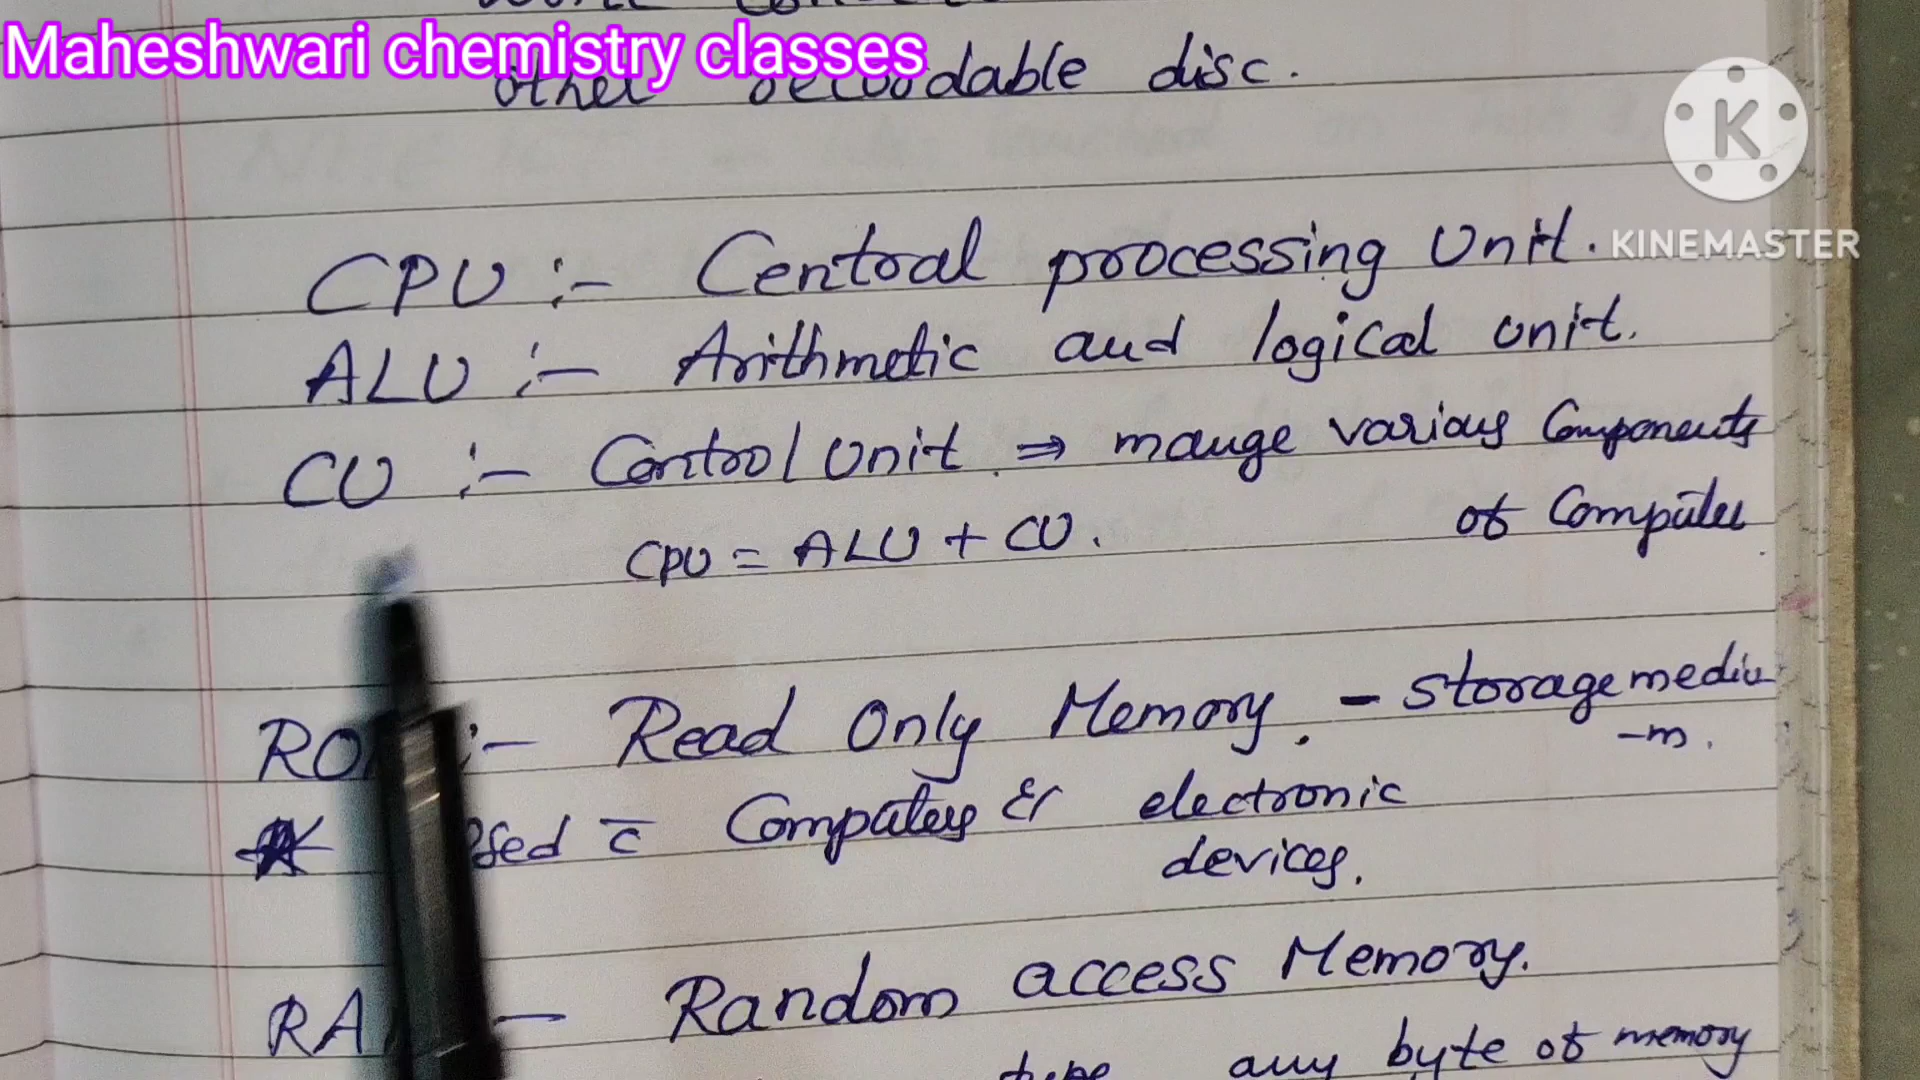 Maheshwari chemistry classes
other recordable disc.
K
KINEMASTER
CPU :- Central processing Unit.
ALU :- Arithmetic and logical unit.
CU :- Control Unit. ⇒ mange various Components
of Computer
CPU = ALU + CU.
RO :- Read Only Memory. - storage mediu
-m.
sed c̄ Computers & electronic
devices.
RA - Random access Memory.
type any byte of memory